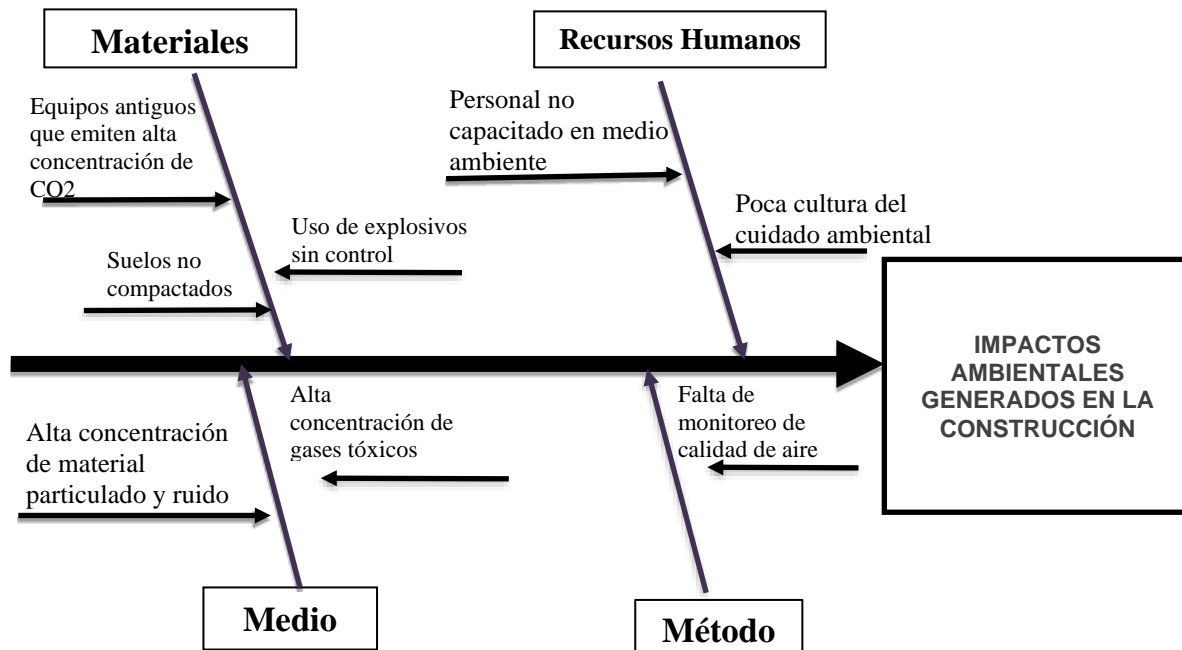 Materiales
Recursos Humanos
Equipos antiguos
que emiten alta
concentración de
CO2
Uso de explosivos
sin control
Suelos no
compactados
Personal no
capacitado en medio
ambiente
Poca cultura del
cuidado ambiental
IMPACTOS
AMBIENTALES
GENERADOS EN LA
CONSTRUCCIÓN
Alta concentración
de material
particulado y ruido
Alta
concentración de
gases tóxicos
Falta de
monitoreo de
calidad de aire
Medio
Método